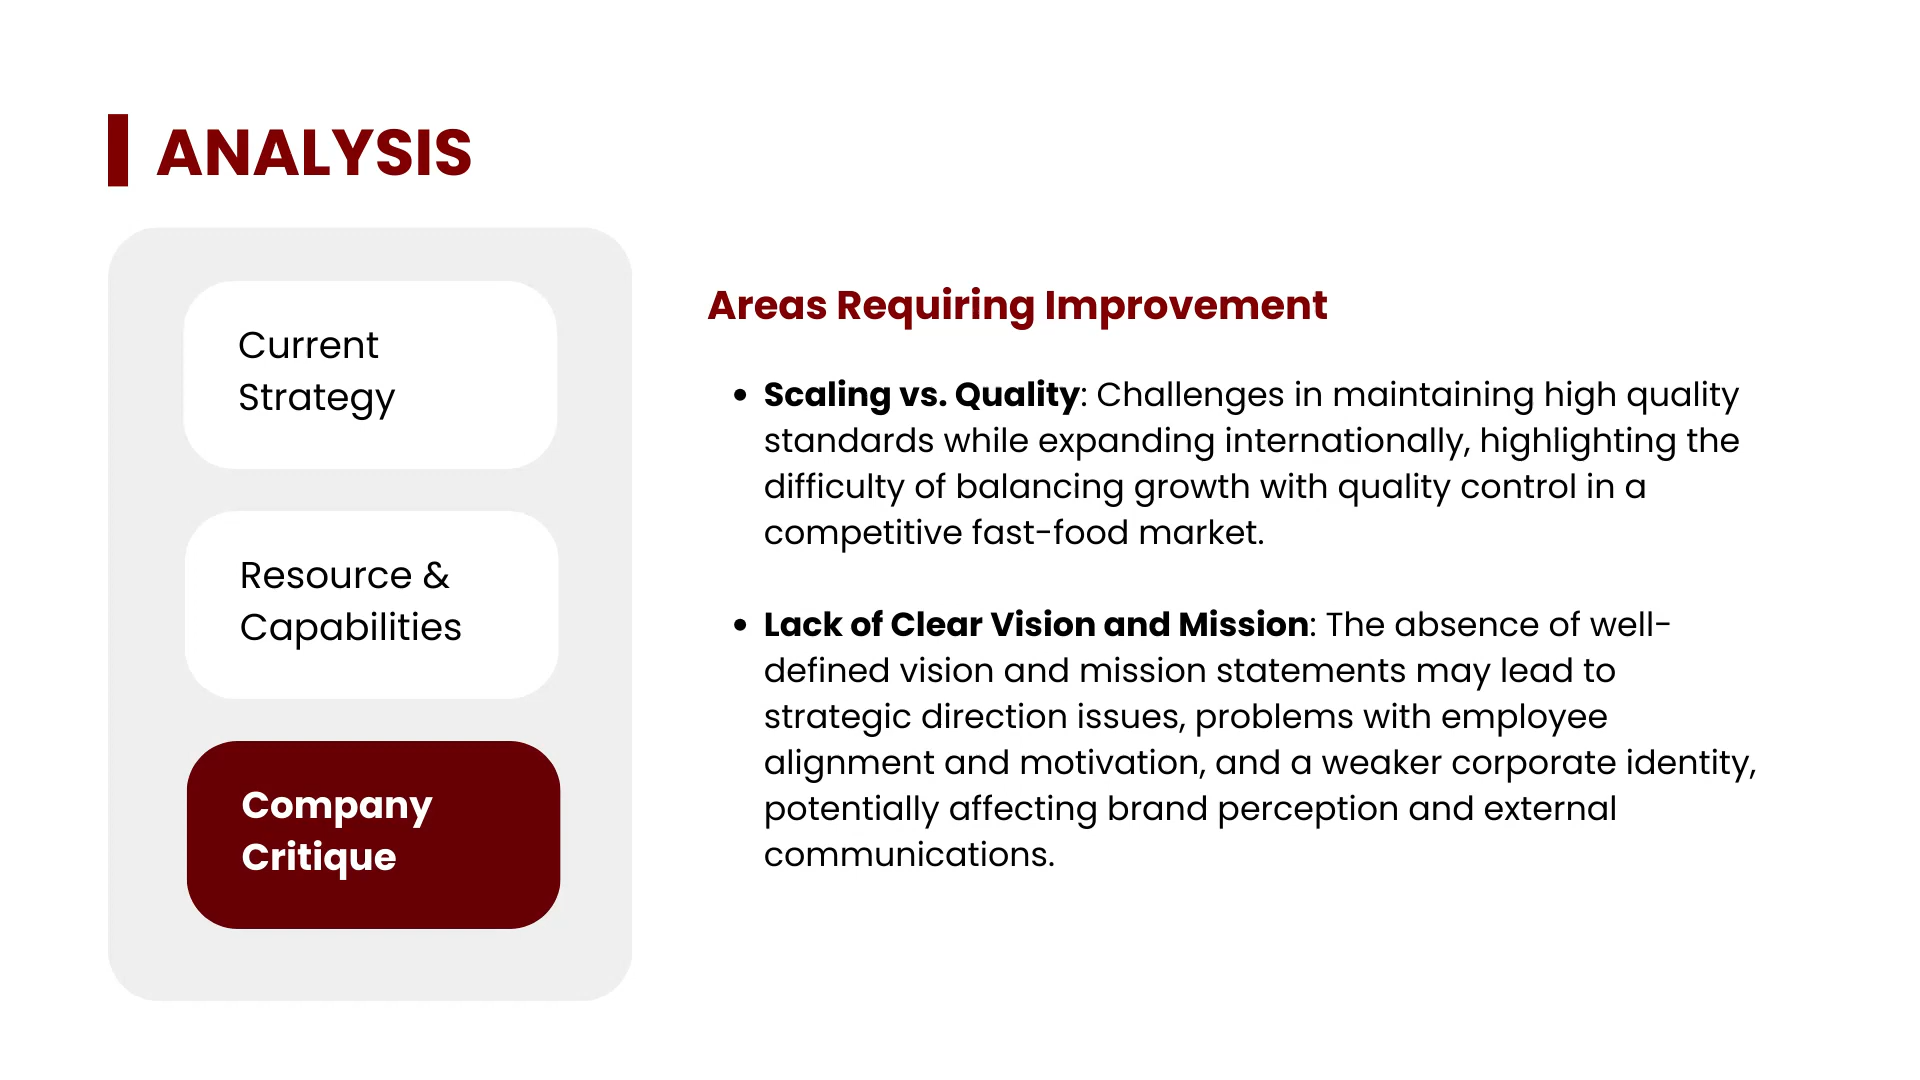 ANALYSIS
Current
Strategy
Resource &
Capabilities
Company
Critique
Areas Requiring Improvement
• Scaling vs. Quality: Challenges in maintaining high quality
standards while expanding internationally, highlighting the
difficulty of balancing growth with quality control in a
competitive fast-food market.
• Lack of Clear Vision and Mission: The absence of well-
defined vision and mission statements may lead to
strategic direction issues, problems with employee
alignment and motivation, and a weaker corporate identity,
potentially affecting brand perception and external
communications.